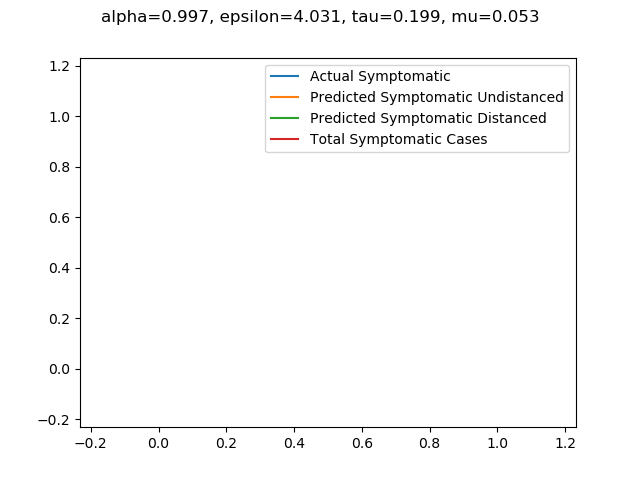 alpha=0.997, epsilon=4.031, tau=0.199, mu=0.053
1.2
1.0
0.8
0.6
0.4
0.2
0.0
−0.2
Actual Symptomatic
Predicted Symptomatic Undistanced
Predicted Symptomatic Distanced
Total Symptomatic Cases
−0.2 0.0 0.2 0.4 0.6 0.8 1.0 1.2